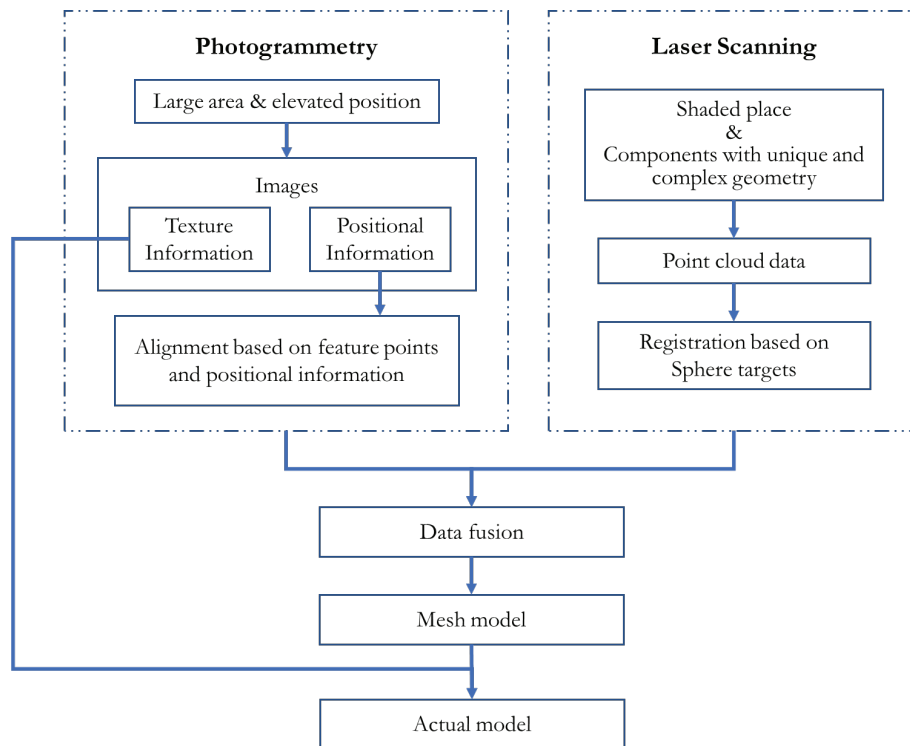 Photogrammetry
Large area & elevated position
Images
Texture
Information
Positional
Information
Alignment based on feature points
and positional information
Laser Scanning
Shaded place
&
Components with unique and
complex geometry
Point cloud data
Registration based on
Sphere targets
Data fusion
Mesh model
Actual model